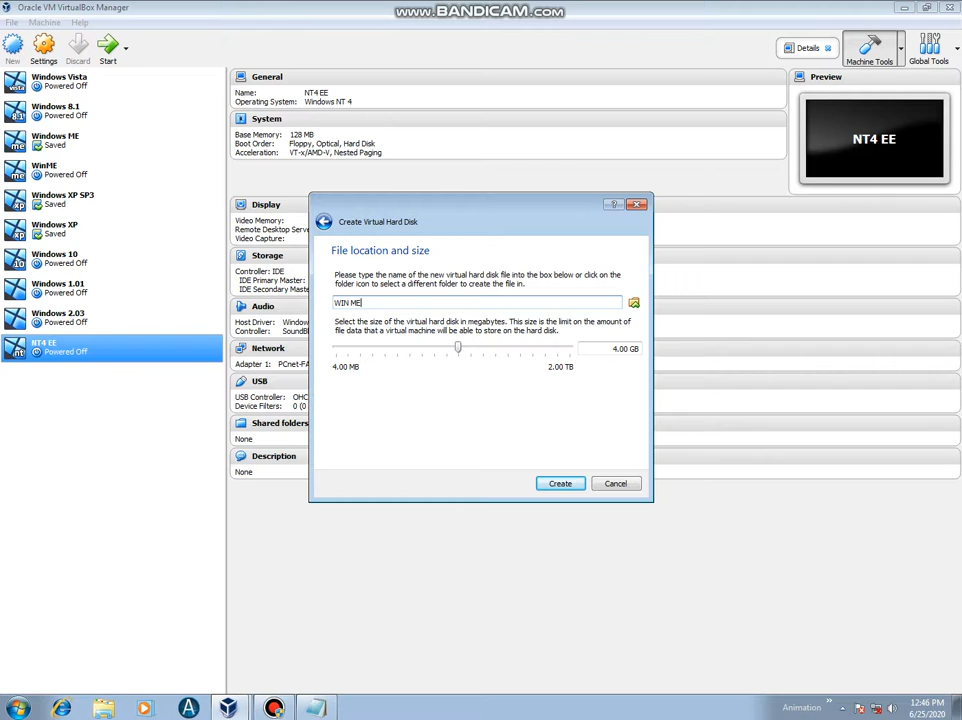 Oracle VM VirtualBox Manager
www.BANDICAM.com
File Machine Help
New Settings Discard Start
Details
Machine Tools
Global Tools
Windows Vista
Powered Off
Windows 8.1
Powered Off
Windows ME
Saved
WinME
Powered Off
Windows XP SP3
Saved
Windows XP
Saved
Windows 10
Powered Off
Windows 1.01
Powered Off
Windows 2.03
Powered Off
NT4 EE
Powered Off
General
Name: NT4 EE
Operating System: Windows NT 4
System
Base Memory: 128 MB
Boot Order: Floppy, Optical, Hard Disk
Acceleration: VT-x/AMD-V, Nested Paging
Preview
NT4 EE
Display
Video Memory:
Remote Desktop Serve
Video Capture:
Storage
Controller: IDE
IDE Primary Master:
IDE Secondary Master
Audio
Host Driver: Window
Controller: SoundBl
Network
Adapter 1: PCnet-FA
USB
USB Controller: OHC
Device Filters: 0 (0
Shared folders
None
Description
None
Create Virtual Hard Disk
File location and size
Please type the name of the new virtual hard disk file into the box below or click on the
folder icon to select a different folder to create the file in.
WIN ME
Select the size of the virtual hard disk in megabytes. This size is the limit on the amount of
file data that a virtual machine will be able to store on the hard disk.
4.00 GB
4.00 MB 2.00 TB
Create Cancel
Animation
12:46 PM
6/25/2020